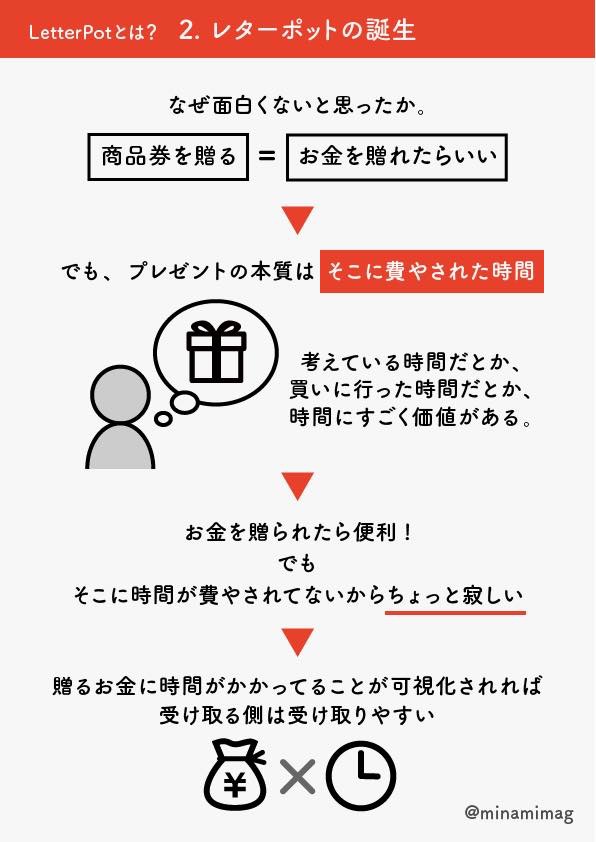 LetterPotとは? 2. レターポットの誕生
なぜ面白くないと思ったか。
商品券を贈る = お金を贈れたらいい
でも、プレゼントの本質は そこに費やされた時間
考えている時間だとか、
買いに行った時間だとか、
時間にすごく価値がある。
お金を贈られたら便利！
でも
そこに時間が費やされてないからちょっと寂しい
贈るお金に時間がかかってることが可視化されれば
受け取る側は受け取りやすい
¥ ×
@minamimag